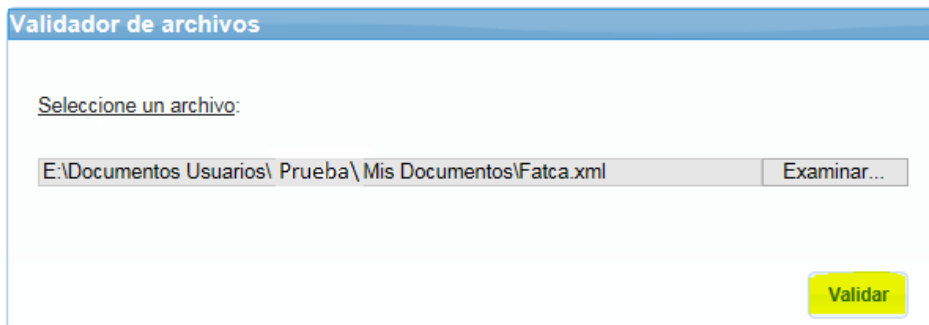 Validador de archivos
Seleccione un archivo:
E:\Documentos Usuarios\ Prueba\ Mis Documentos\Fatca.xml Examinar...
Validar